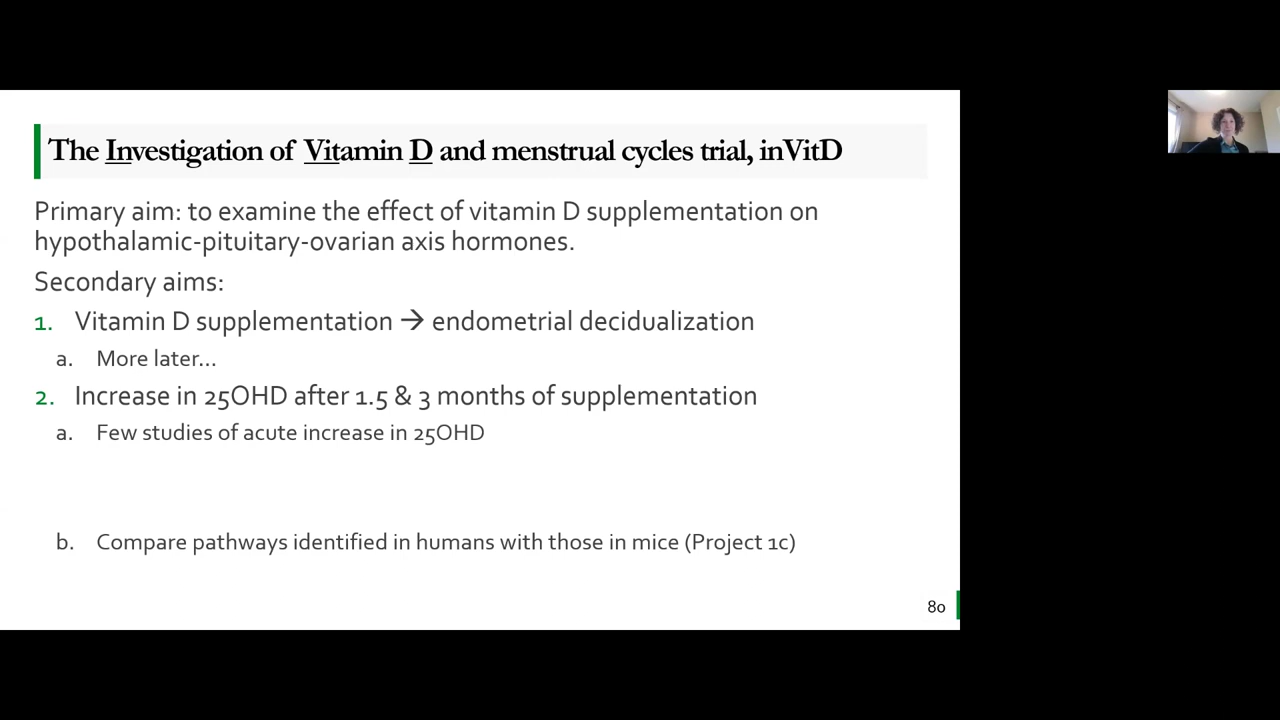 The Investigation of Vitamin D and menstrual cycles trial, inVitD
Primary aim: to examine the effect of vitamin D supplementation on
hypothalamic-pituitary-ovarian axis hormones.
Secondary aims:
1. Vitamin D supplementation → endometrial decidualization
a. More later...
2. Increase in 25OHD after 1.5 & 3 months of supplementation
a. Few studies of acute increase in 25OHD
b. Compare pathways identified in humans with those in mice (Project 1c)
80